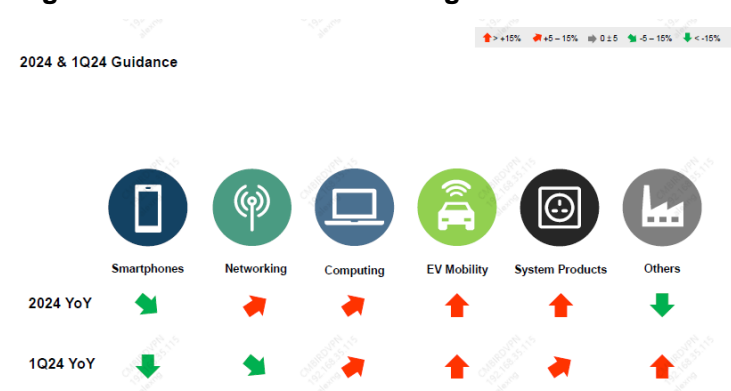 > +15% +5 – 15% 0 ± 5 -5 – 15% < -15%
2024 & 1Q24 Guidance
Smartphones Networking Computing EV Mobility System Products Others
2024 YoY
1Q24 YoY